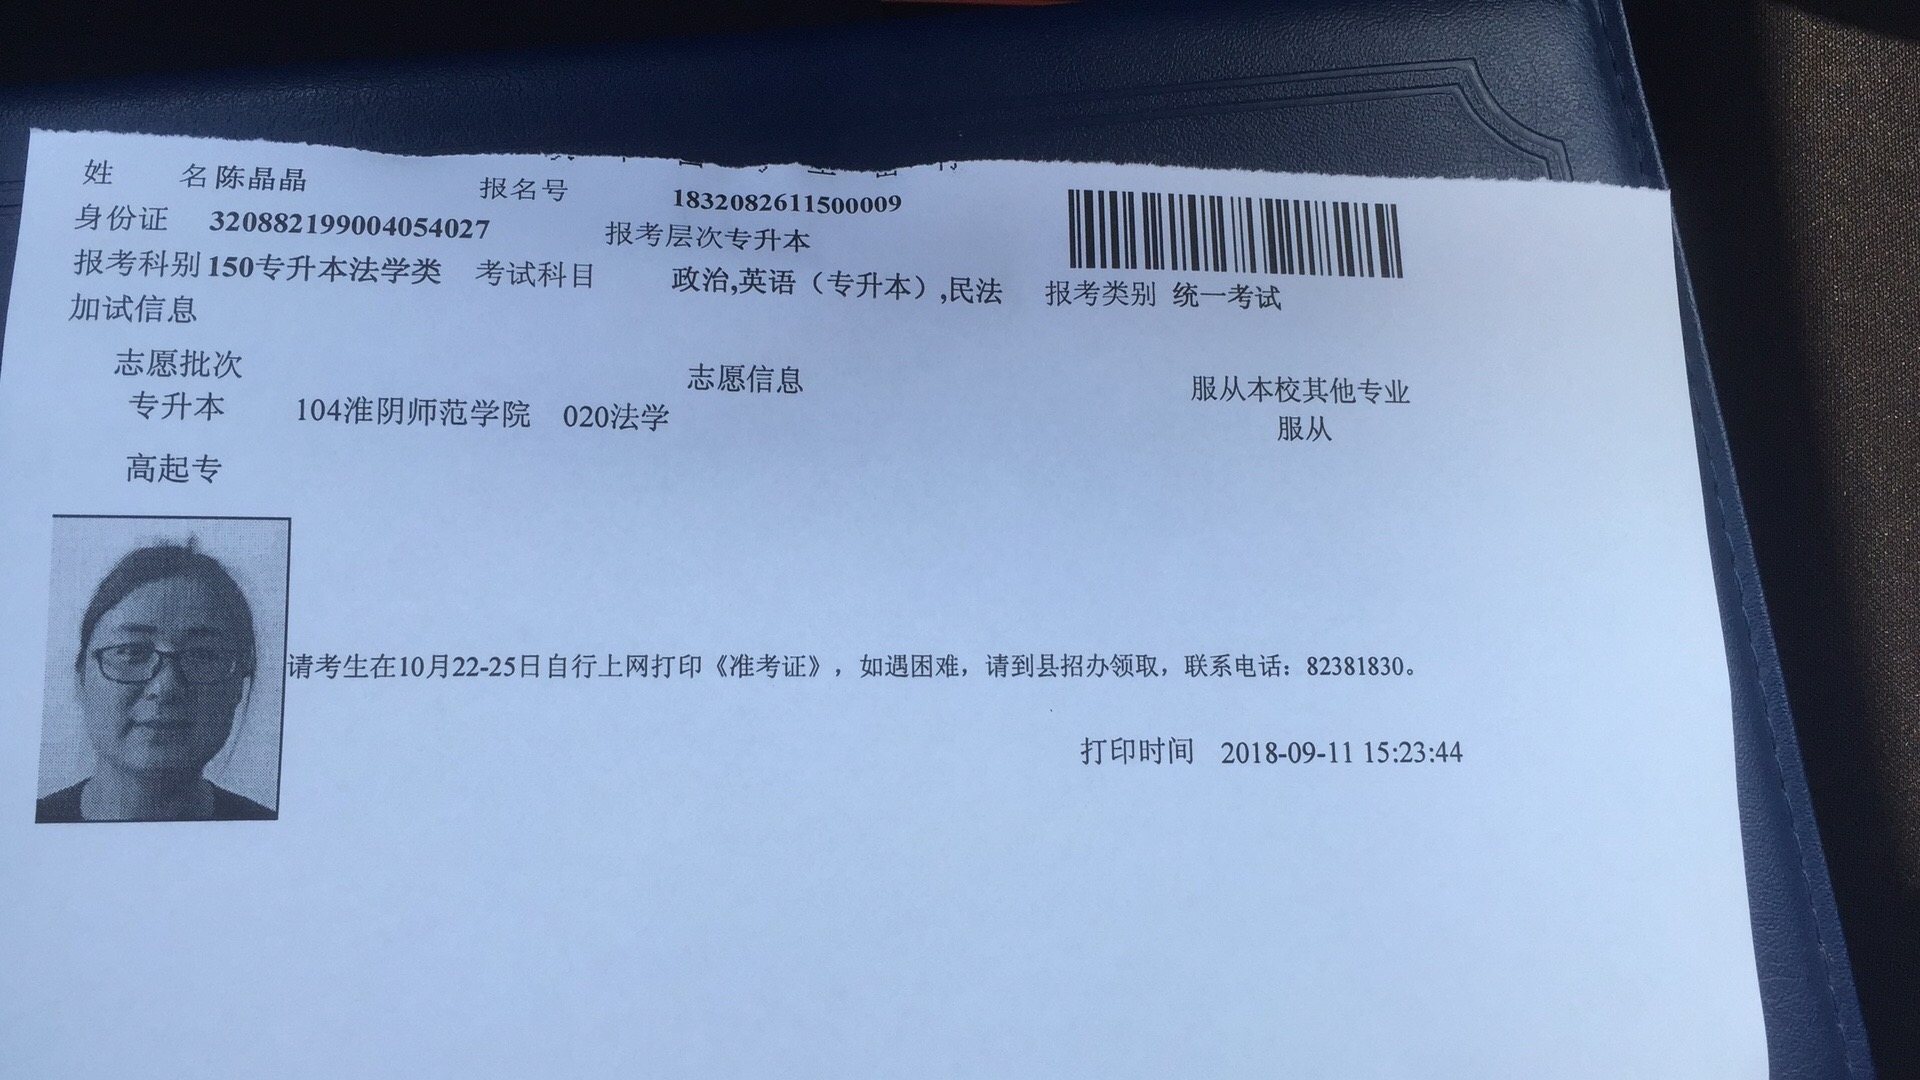 姓 名 陈晶晶 报名号 1832082611500009
身份证 320882199004054027 报考层次 专升本
报考科别 150专升本法学类 考试科目 政治,英语（专升本）,民法 报考类别 统一考试
加试信息
志愿批次 志愿信息 服从本校其他专业
专升本 104淮阴师范学院 020法学 服从
高起专
请考生在10月22-25日自行上网打印《准考证》，如遇困难，请到县招办领取，联系电话：82381830。
打印时间 2018-09-11 15:23:44